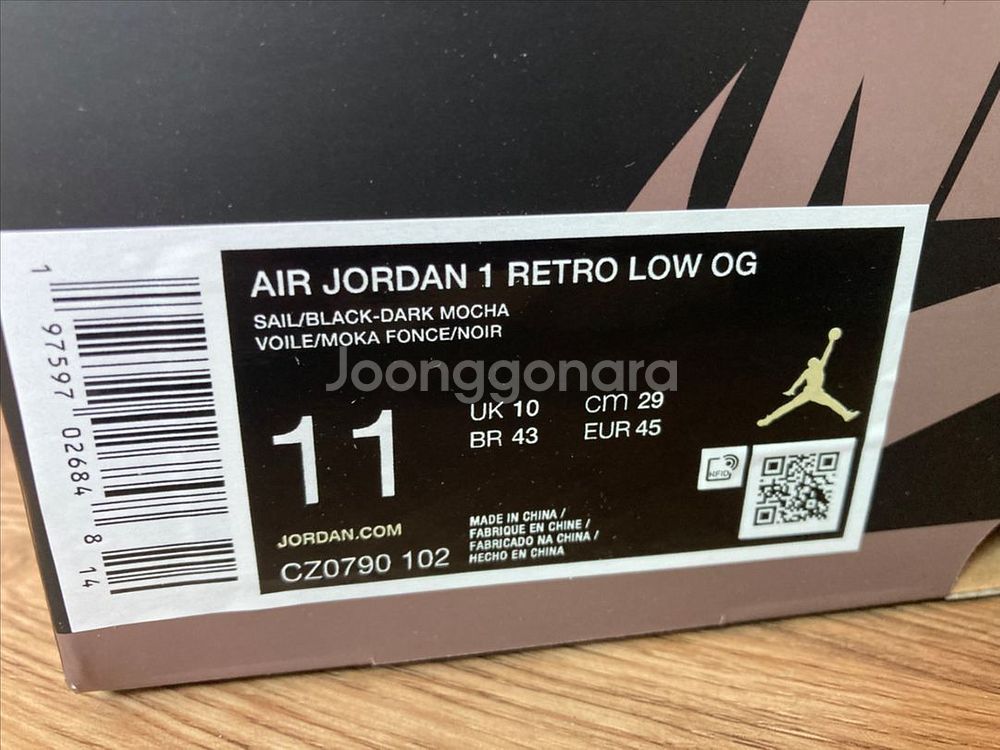 AIR JORDAN 1 RETRO LOW OG
SAIL/BLACK-DARK MOCHA
VOILE/MOKA FONCE/NOIR
Joonggonara
11
UK 10 cm 29
BR 43 EUR 45
RFID
JORDAN.COM
CZ0790 102
MADE IN CHINA /
FABRIQUE EN CHINE /
FABRICADO NA CHINA /
HECHO EN CHINA
1 97597 02684 8 14